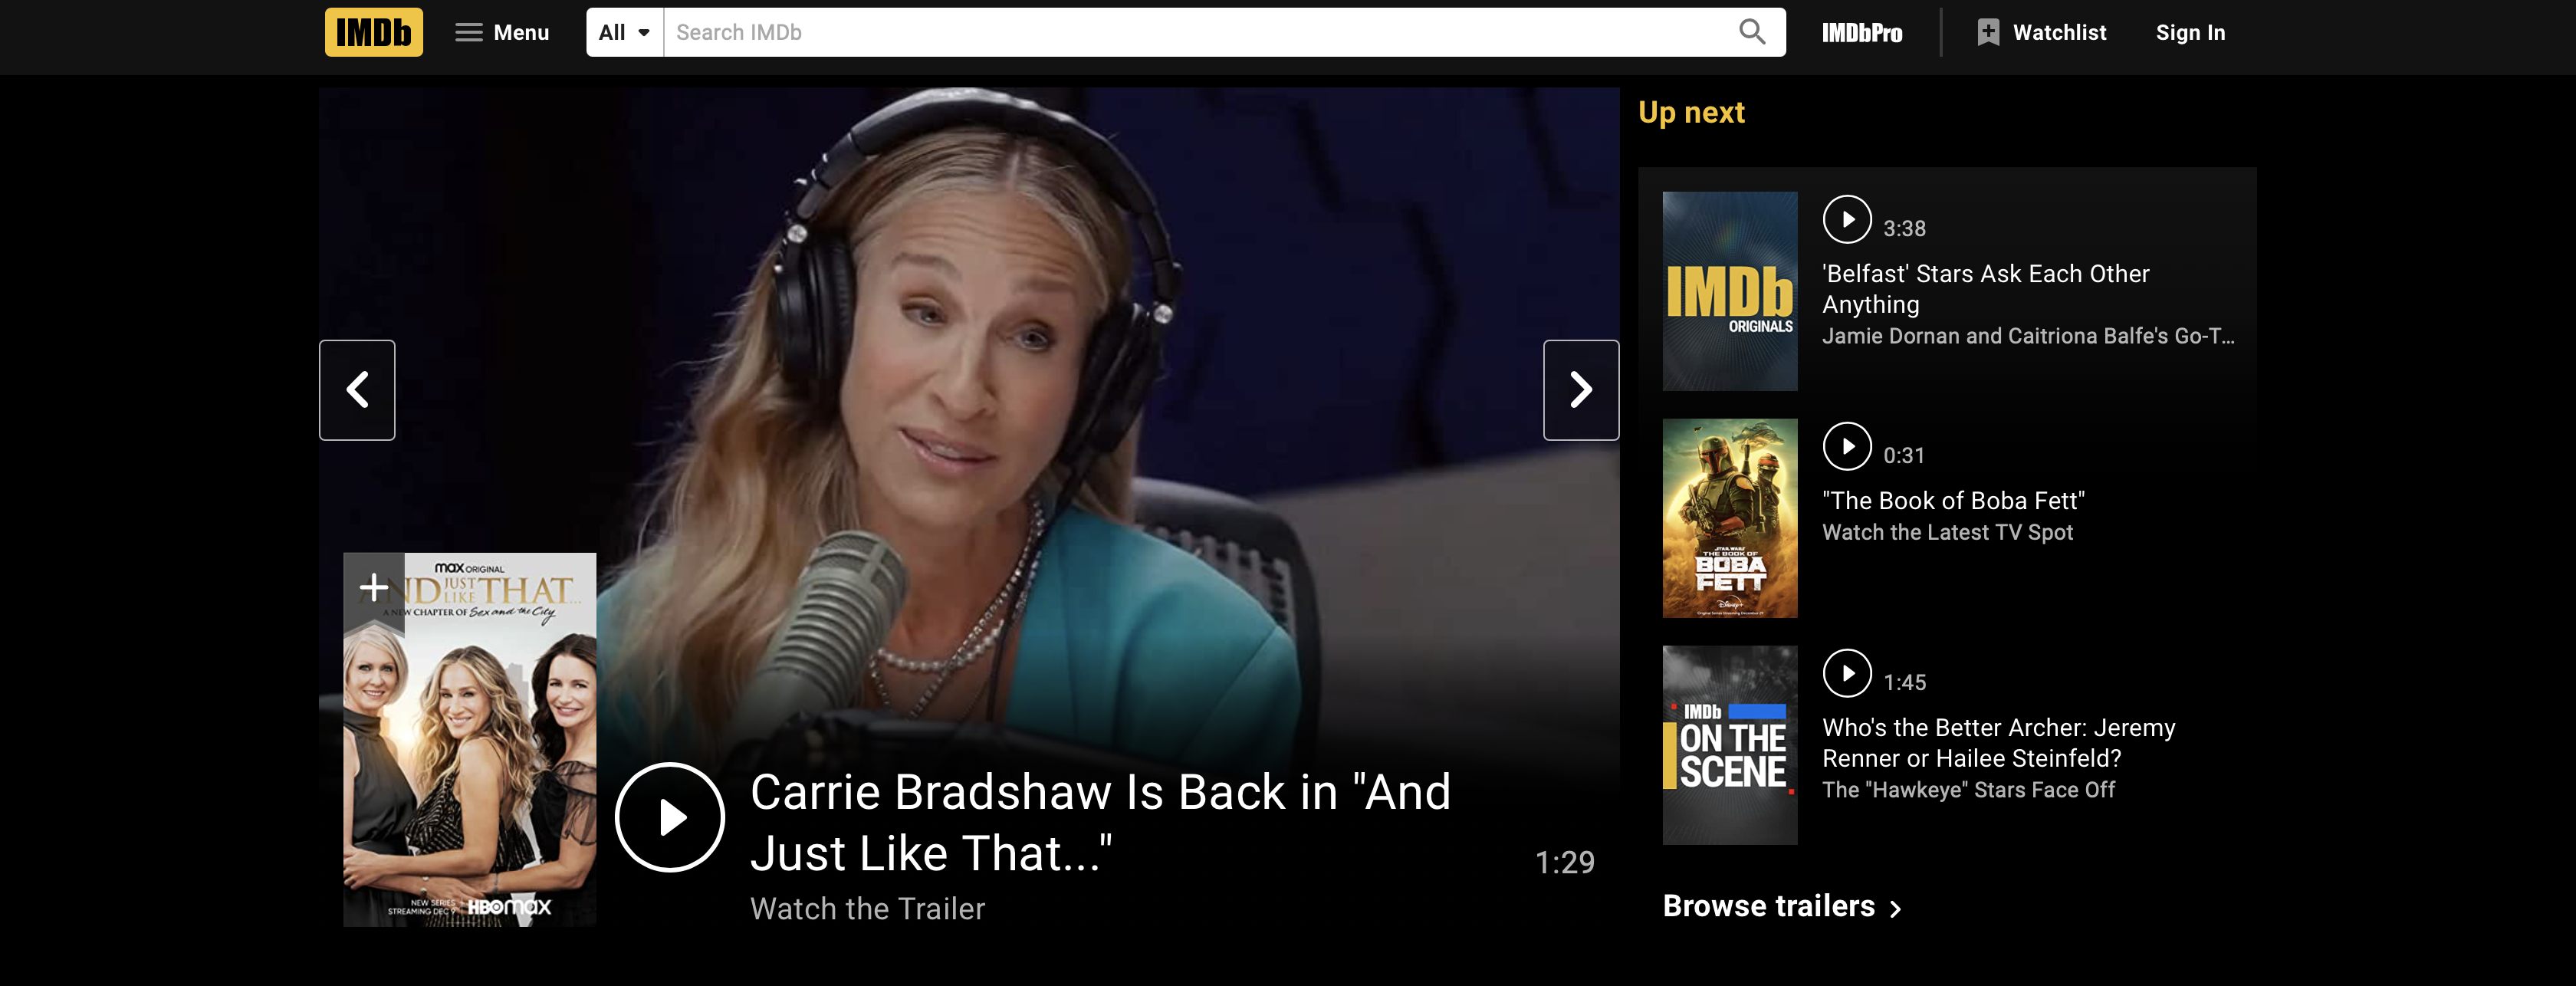 IMDb
Menu
All
Search IMDb
IMDbPro
Watchlist
Sign In
max ORIGINAL
AND JUST LIKE THAT...
A NEW CHAPTER OF Sex and the City
NEW SERIES
STREAMING DEC 9
HBOmax
Carrie Bradshaw Is Back in "And
Just Like That..."
Watch the Trailer
1:29
Up next
IMDb
ORIGINALS
3:38
'Belfast' Stars Ask Each Other
Anything
Jamie Dornan and Caitriona Balfe's Go-T...
STAR WARS
THE BOOK OF
BOBA
FETT
Disney+
Original Series Streaming December 29
0:31
"The Book of Boba Fett"
Watch the Latest TV Spot
IMDb
ON THE
SCENE
1:45
Who's the Better Archer: Jeremy
Renner or Hailee Steinfeld?
The "Hawkeye" Stars Face Off
Browse trailers